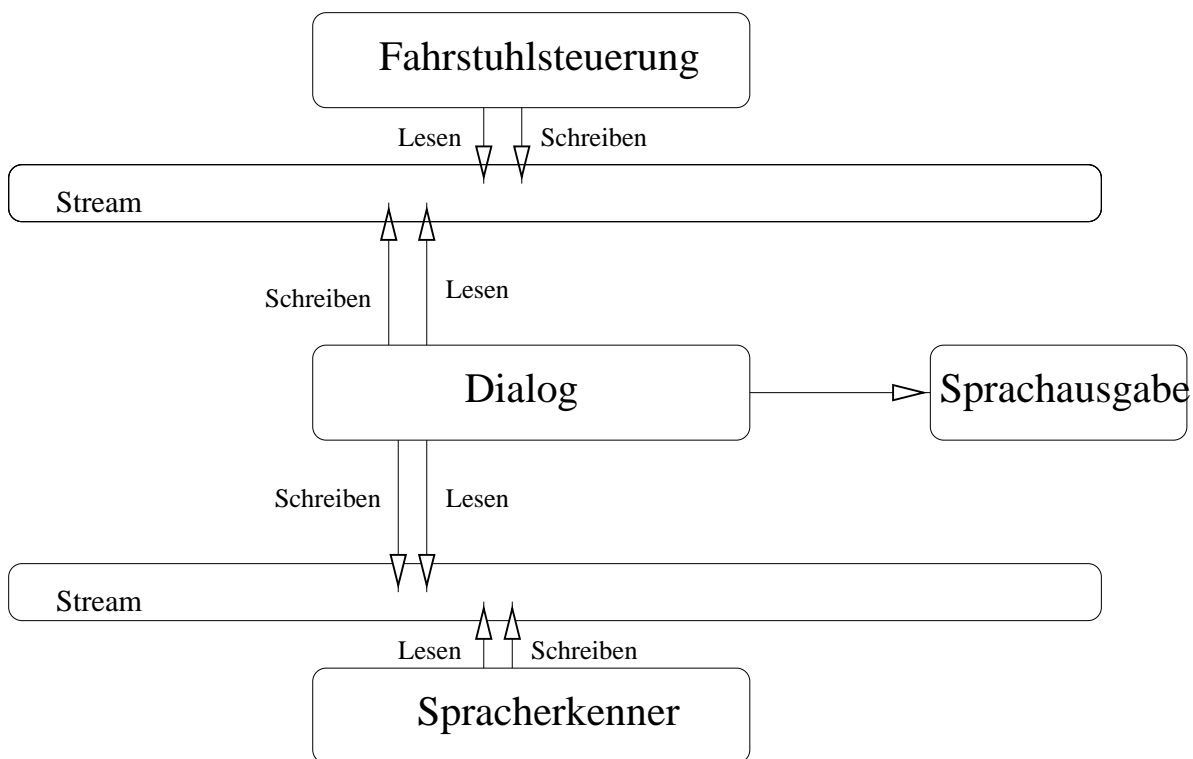 Fahrstuhlsteuerung
Lesen
Schreiben
Stream
Schreiben
Lesen
Dialog
Sprachausgabe
Schreiben
Lesen
Stream
Lesen
Schreiben
Spracherkenner